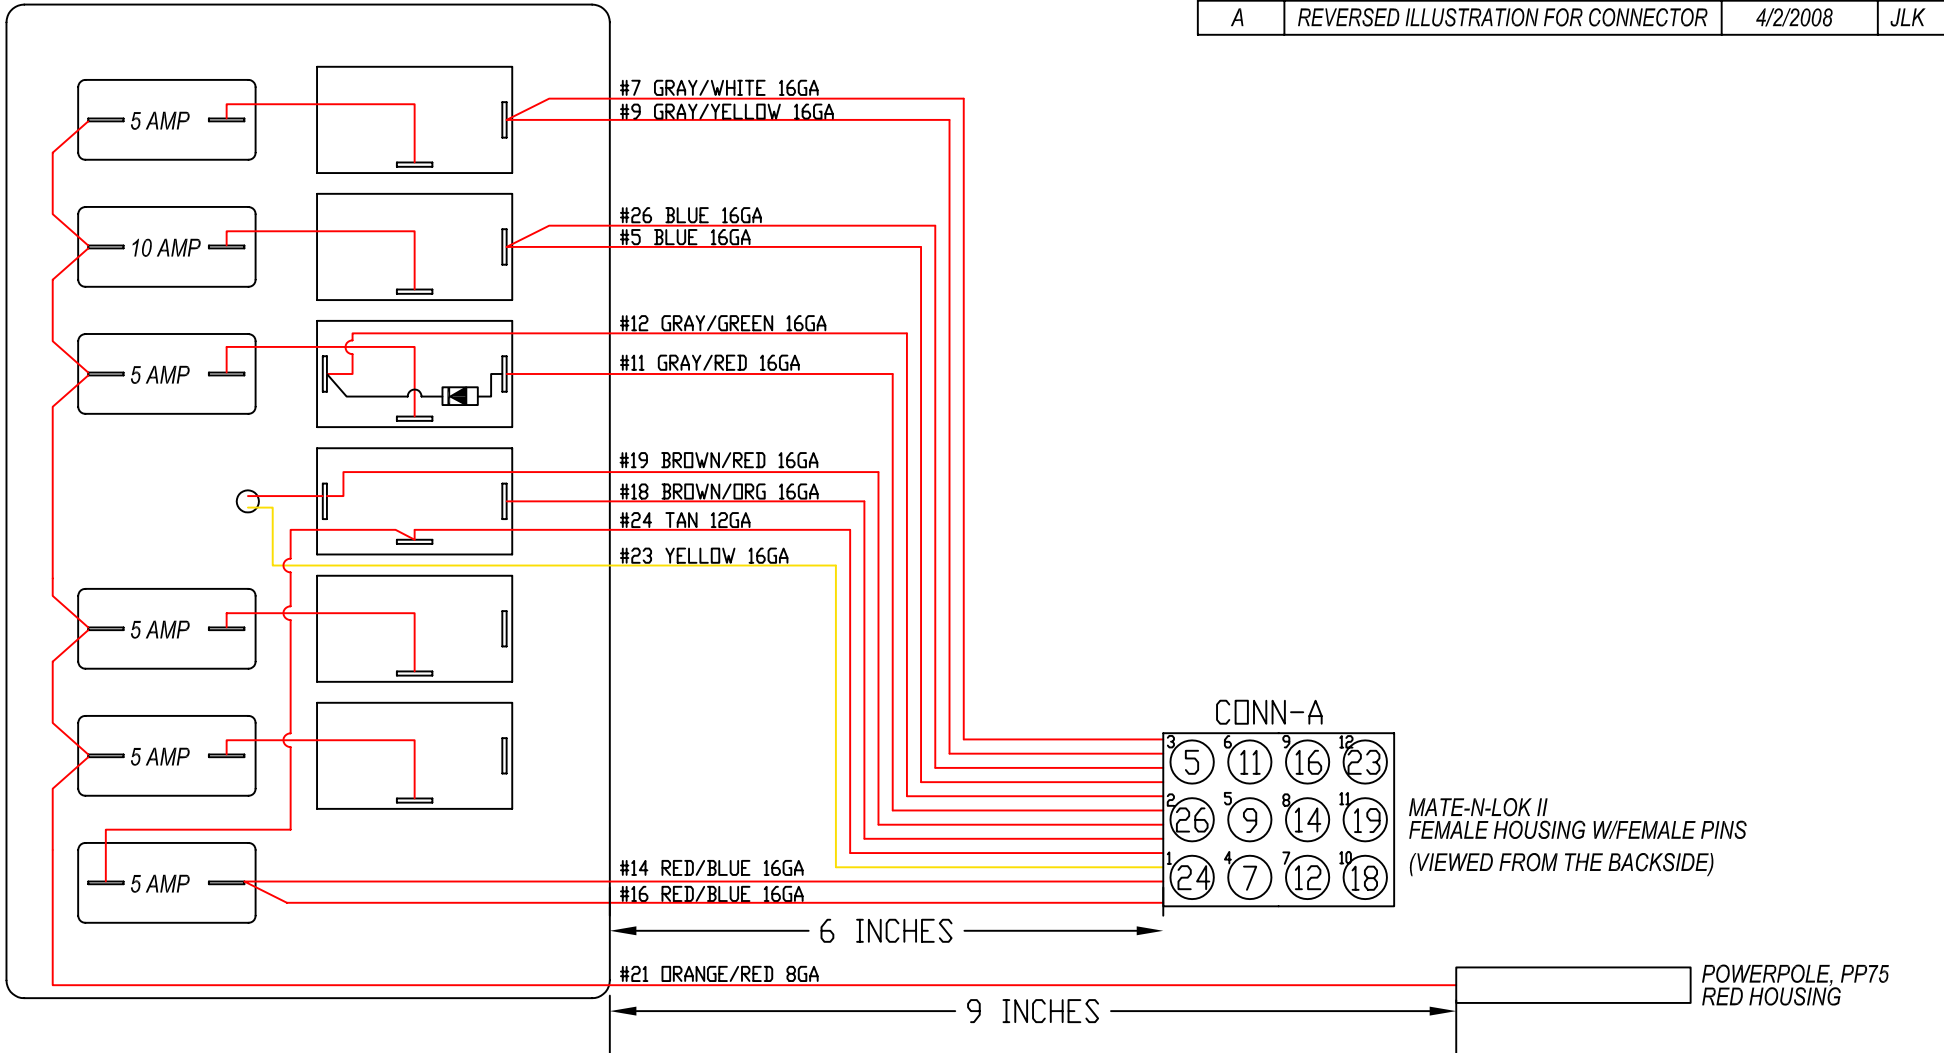 A REVERSED ILLUSTRATION FOR CONNECTOR 4/2/2008 JLK
5 AMP
10 AMP
5 AMP
5 AMP
5 AMP
5 AMP
#7 GRAY/WHITE 16GA
#9 GRAY/YELLOW 16GA
#26 BLUE 16GA
#5 BLUE 16GA
#12 GRAY/GREEN 16GA
#11 GRAY/RED 16GA
#19 BROWN/RED 16GA
#18 BROWN/ORG 16GA
#24 TAN 12GA
#23 YELLOW 16GA
#14 RED/BLUE 16GA
#16 RED/BLUE 16GA
6 INCHES
#21 ORANGE/RED 8GA
9 INCHES
CONN-A
3 5 6 11 9 16 12 23
2 26 5 9 8 14 11 19
1 24 4 7 7 12 10 18
MATE-N-LOK II
FEMALE HOUSING W/FEMALE PINS
(VIEWED FROM THE BACKSIDE)
POWERPOLE, PP75
RED HOUSING